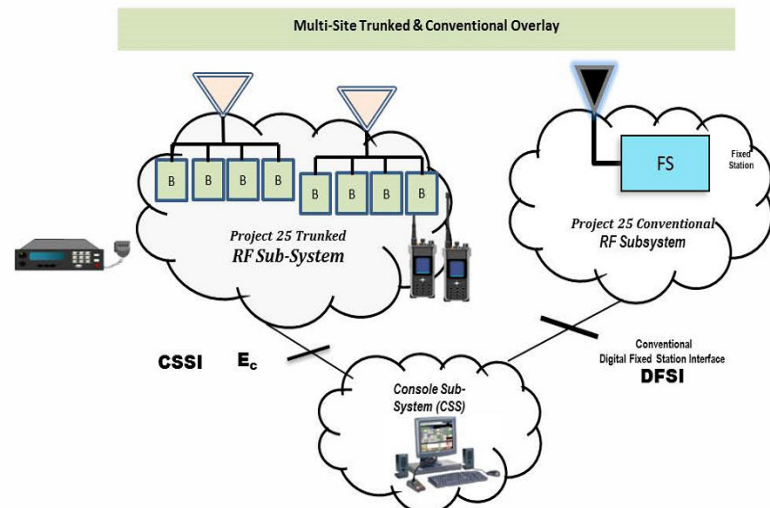 Multi-Site Trunked & Conventional Overlay
B
B
B
B
B
B
B
B
FS
Fixed
Station
Project 25 Trunked
RF Sub-System
Project 25 Conventional
RF Subsystem
CSSI
Ec
Conventional
Digital Fixed Station Interface
DFSI
Console Sub-
System (CSS)